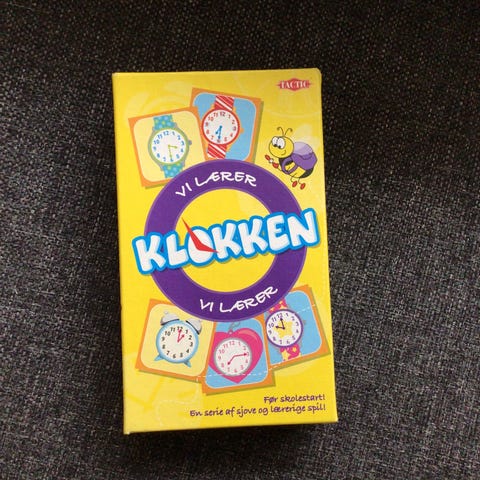 TACTIC
VI LÆRER
KLOKKEN
VI LÆRER
Før skolestart!
En serie af sjove og lærerige spil!